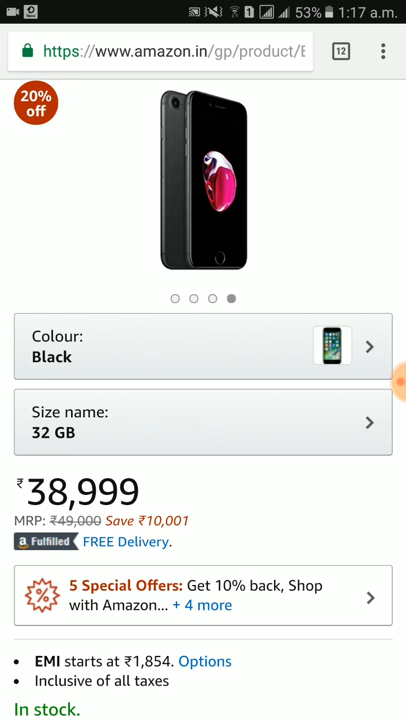 1 53% 1:17 a.m.
https://www.amazon.in/gp/product/
12
20%
off
Colour:
Black
Size name:
32 GB
₹38,999
MRP: ₹49,000 Save ₹10,001
a Fulfilled FREE Delivery.
5 Special Offers: Get 10% back, Shop
with Amazon... + 4 more
EMI starts at ₹1,854. Options
Inclusive of all taxes
In stock.